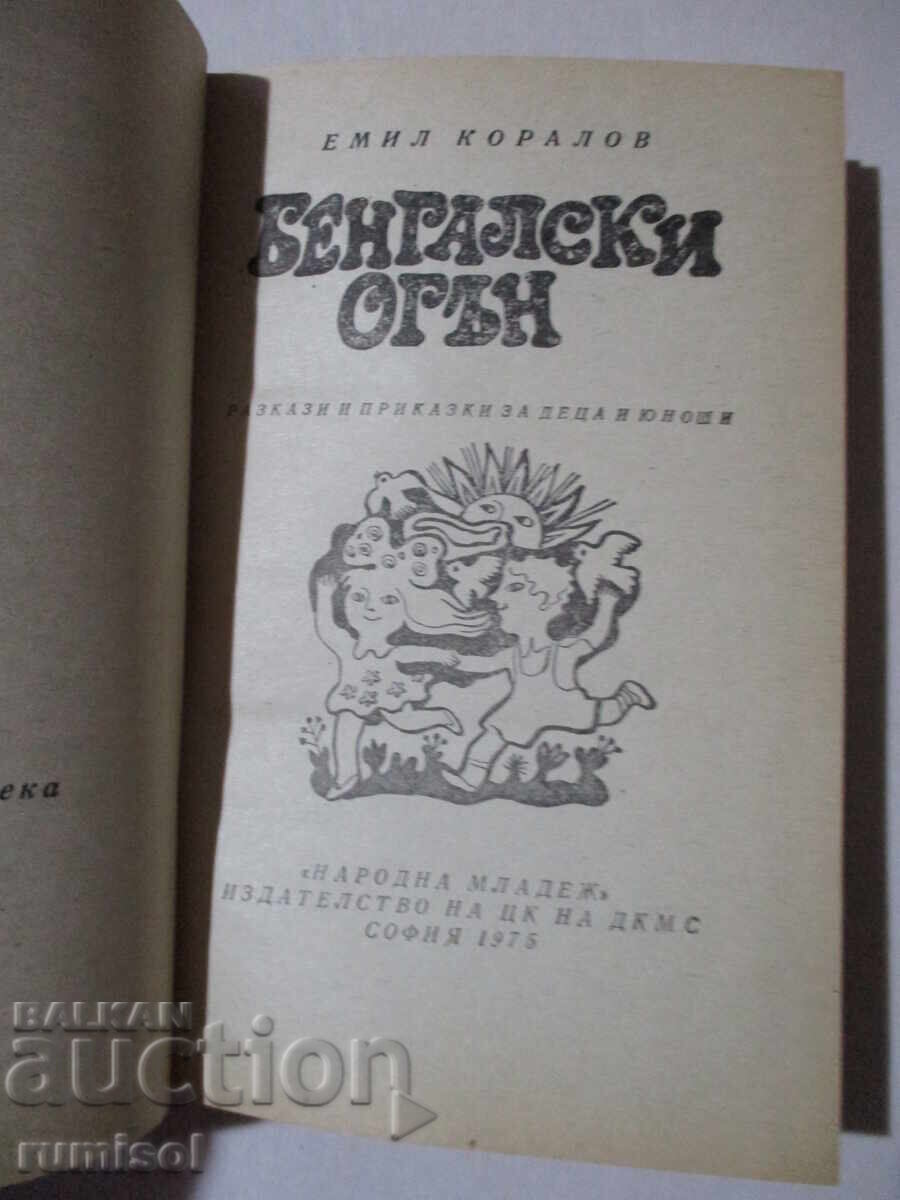 ЕМИЛ КОРАЛОВ
БЕНГАЛСКИ
ОГЪН
РАЗКАЗИ И ПРИКАЗКИ ЗА ДЕЦА И ЮНОШИ
ека
«НАРОДНА МЛАДЕЖ»
ИЗДАТЕЛСТВО НА ЦК НА ДКМС
СОФИЯ 1975
BALKAN
auction
rumisol